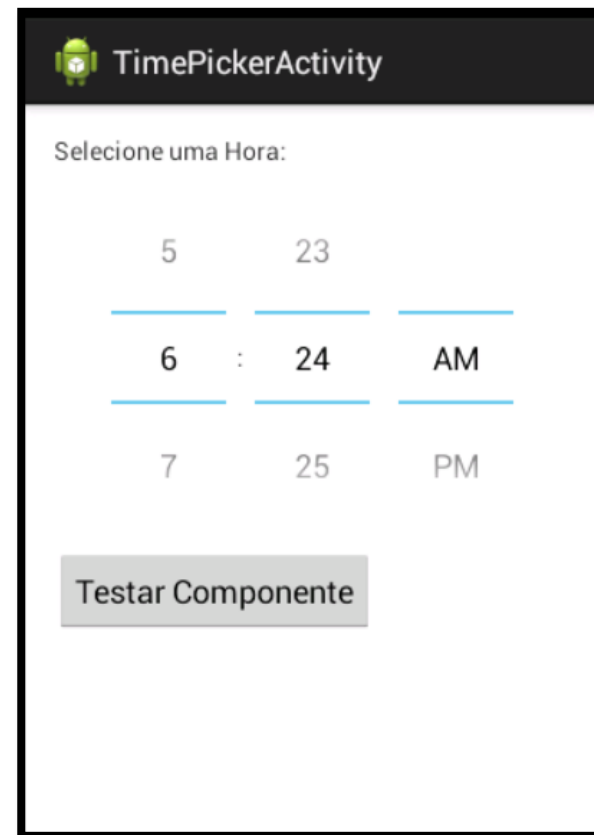 TimePickerActivity
Selecione uma Hora:
5 23
6 : 24 AM
7 25 PM
Testar Componente